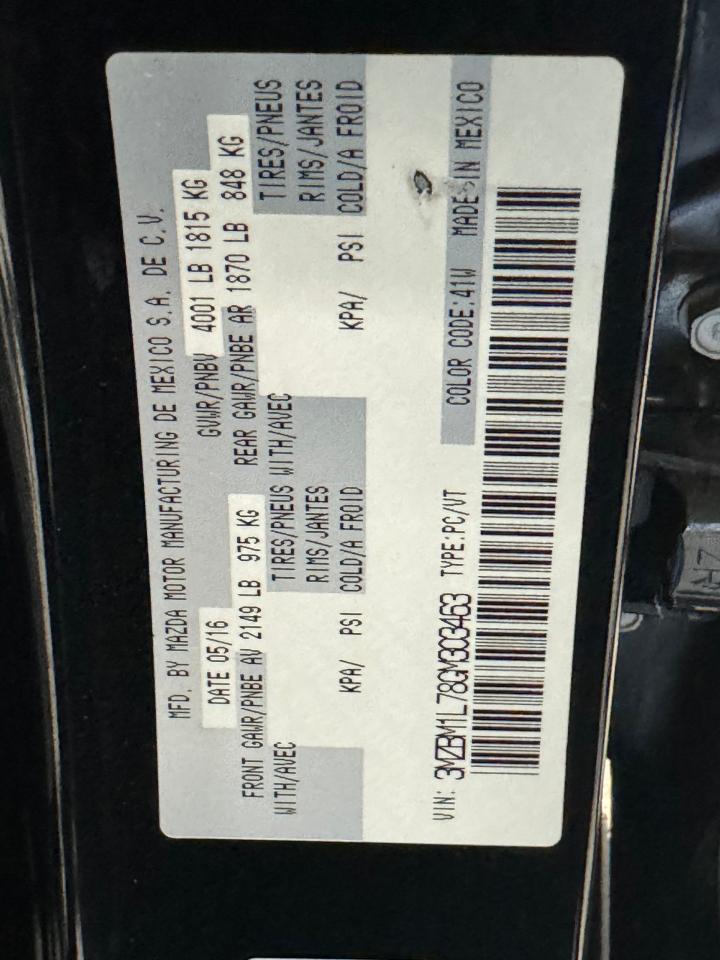 MFD. BY MAZDA MOTOR MANUFACTURING DE MEXICO S.A. DE C.V.
DATE 05/16 GVWR/PNBV 4001 LB 1815 KG
FRONT GAWR/PNBE AV 2149 LB 975 KG REAR GAWR/PNBE AR 1870 LB 848 KG
WITH/AVEC TIRES/PNEUS WITH/AVEC TIRES/PNEUS
RIMS/JANTES RIMS/JANTES
KPA/ PSI COLD/A FROID KPA/ PSI COLD/A FROID
VIN: 3MZBM1L78GM303463 TYPE:PC/VT COLOR CODE:41W MADE IN MEXICO